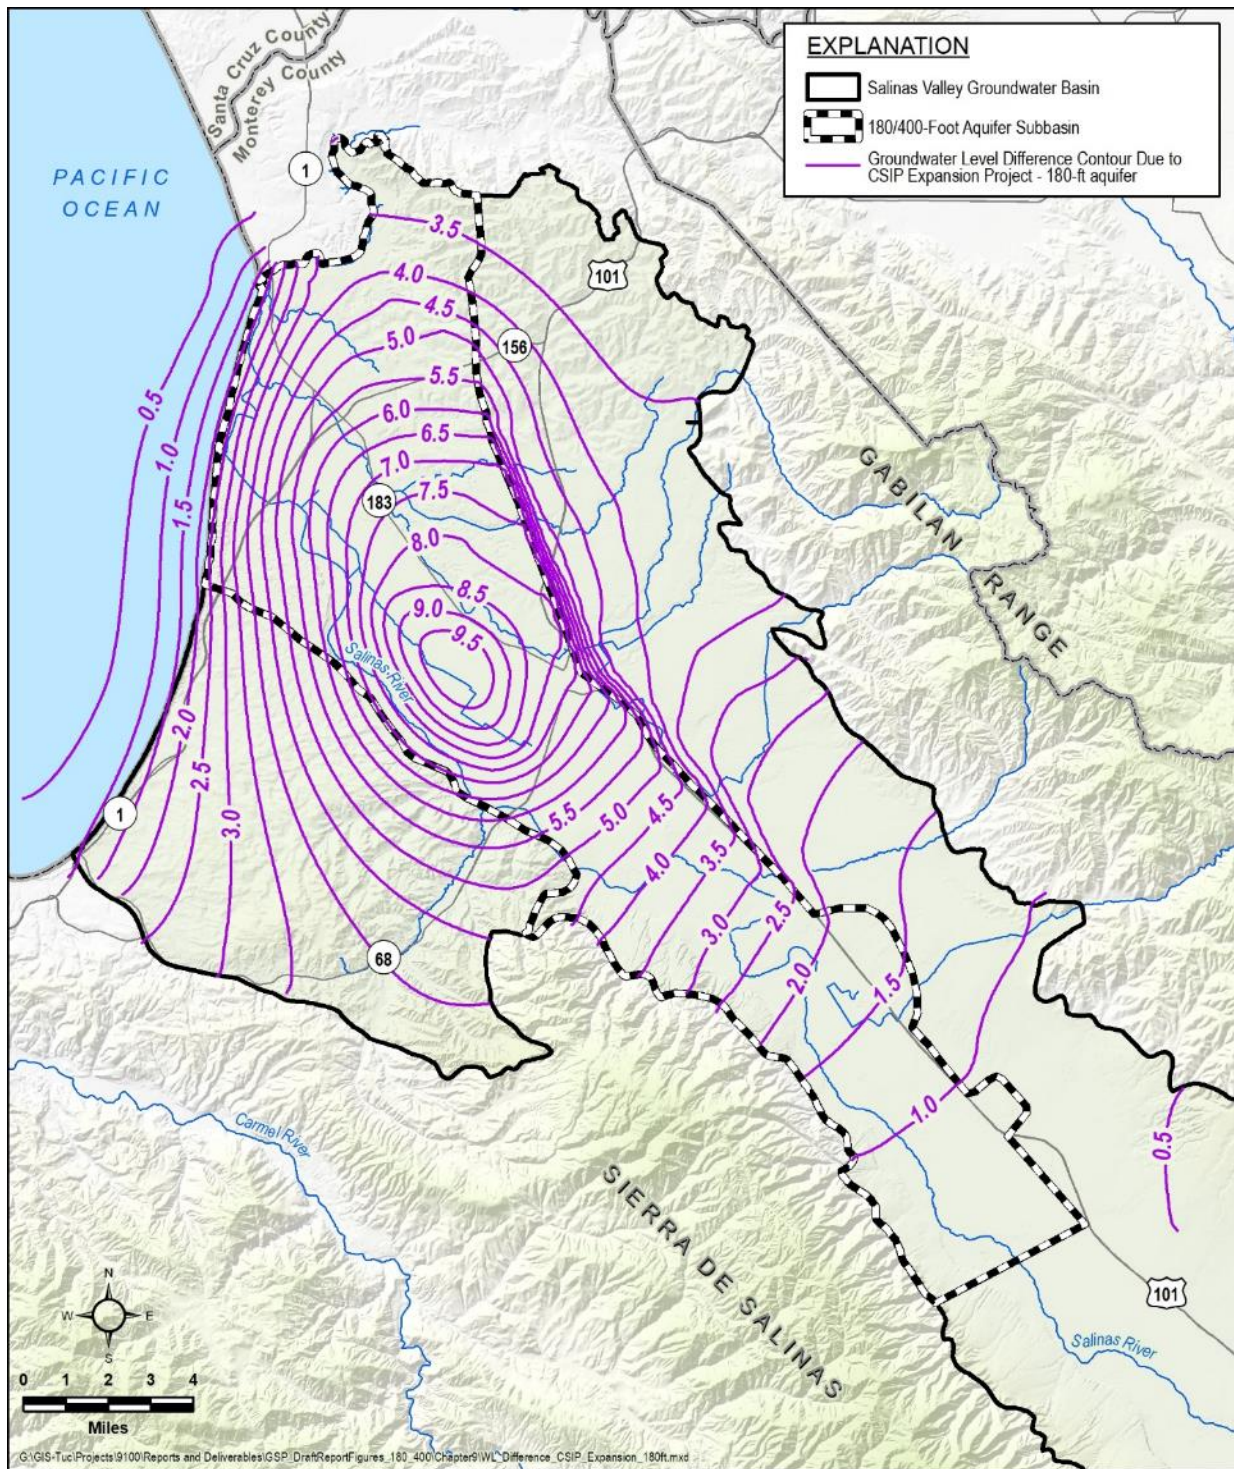 EXPLANATION
Salinas Valley Groundwater Basin
180/400-Foot Aquifer Subbasin
Groundwater Level Difference Contour Due to
CSIP Expansion Project - 180-ft aquifer
Santa Cruz County
Monterey County
PACIFIC
OCEAN
1
101
156
183
3.5
4.0
4.5
5.0
5.5
6.0
6.5
7.0
7.5
8.0
8.5
9.0
9.5
0.5
1.0
1.5
2.0
2.5
3.0
GABILAN
RANGE
Salinas River
1
68
5.5
5.0
4.5
4.0
3.5
3.0
2.5
2.0
1.5
1.0
0.5
Carmel River
SIERRA DE SALINAS
101
Salinas River
N
W
E
S
0 1 2 3 4
Miles
G:\GIS-Tuc\Projects\9100\Reports and Deliverables\GSP_DraftReportFigures_180_400\Chapter9\WL_Difference_CSIP_Expansion_180ft.mxd